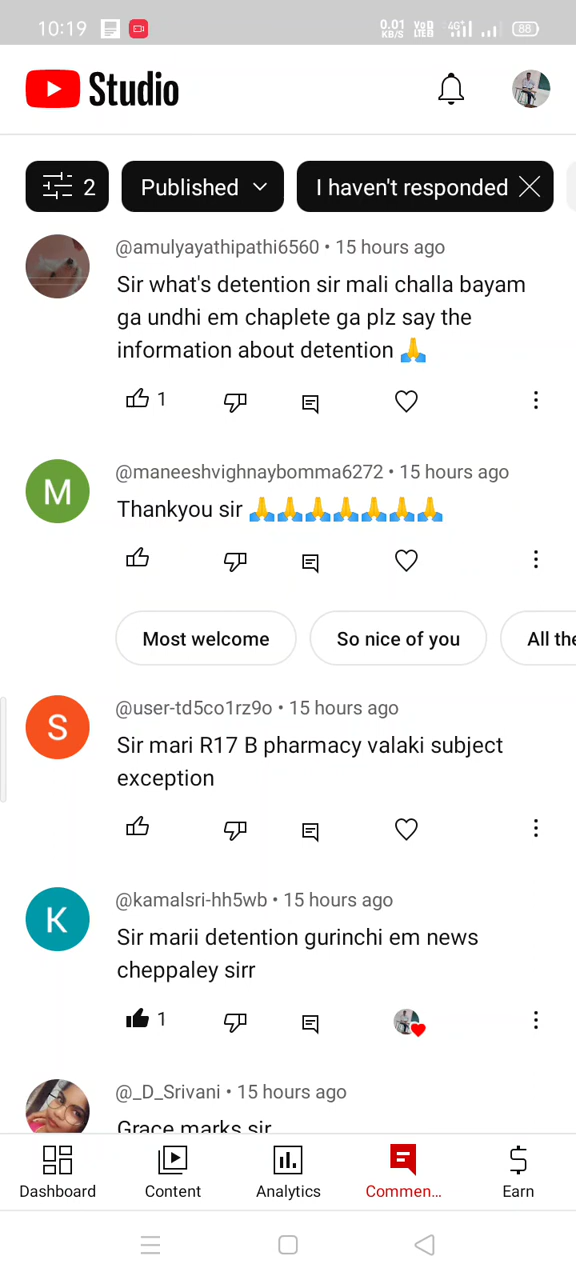 10:19
0.01 KB/S VoD LTE 4G+ 88
Studio
2 Published I haven't responded
@amulyayathipathi6560 • 15 hours ago
Sir what's detention sir mali challa bayam
ga undhi em chaplete ga plz say the
information about detention 🙏
1
@maneeshvighnaybomma6272 • 15 hours ago
M
Thankyou sir 🙏🙏🙏🙏🙏🙏🙏
Most welcome So nice of you All the
@user-td5co1rz9o • 15 hours ago
S
Sir mari R17 B pharmacy valaki subject
exception
@kamalsri-hh5wb • 15 hours ago
K
Sir marii detention gurinchi em news
cheppaley sirr
1
@_D_Srivani • 15 hours ago
Grace marks sir
Dashboard Content Analytics Commen... Earn